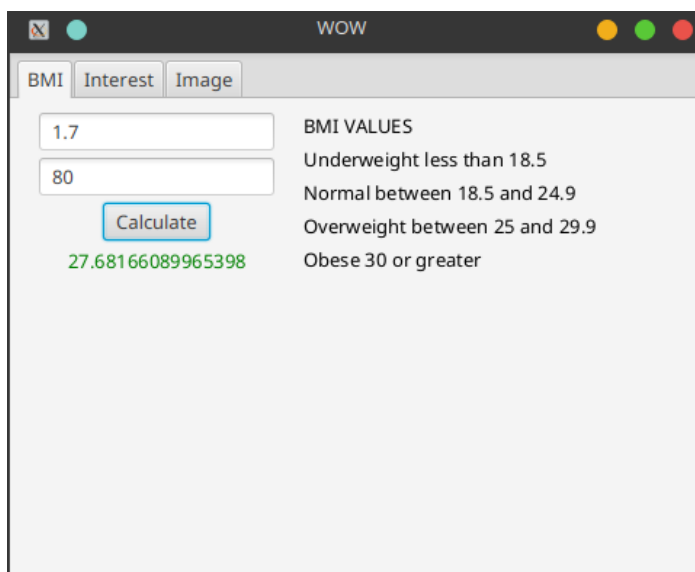 WOW
BMI Interest Image
1.7
80
Calculate
27.68166089965398
BMI VALUES
Underweight less than 18.5
Normal between 18.5 and 24.9
Overweight between 25 and 29.9
Obese 30 or greater